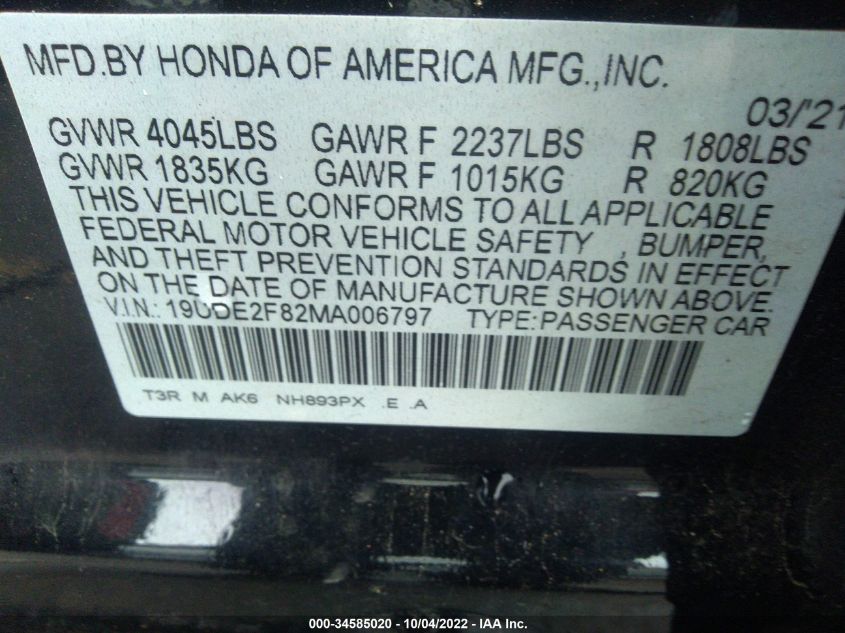 MFD.BY HONDA OF AMERICA MFG.,INC.
03/'21
GVWR 4045LBS GAWR F 2237LBS R 1808LBS
GVWR 1835KG GAWR F 1015KG R 820KG
THIS VEHICLE CONFORMS TO ALL APPLICABLE
FEDERAL MOTOR VEHICLE SAFETY , BUMPER,
AND THEFT PREVENTION STANDARDS IN EFFECT
ON THE DATE OF MANUFACTURE SHOWN ABOVE.
V.I.N.: 19UDE2F82MA006797 TYPE:PASSENGER CAR
T3R M AK6 NH893PX .E .A
000-34585020 - 10/04/2022 - IAA Inc.